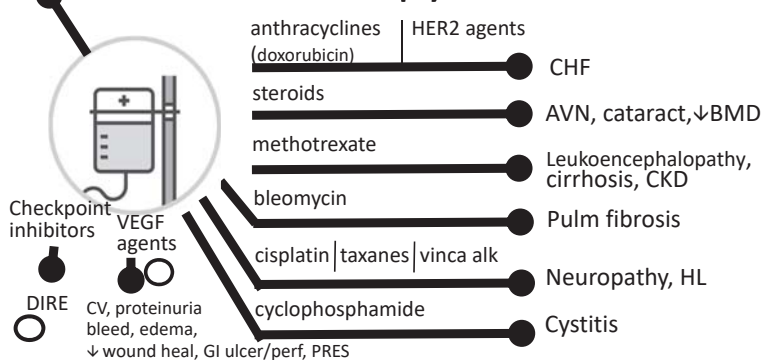 anthracyclines | HER2 agents
(doxorubicin)
CHF
steroids
AVN, cataract,↓BMD
methotrexate
Leukoencephalopathy,
cirrhosis, CKD
bleomycin
Pulm fibrosis
cisplatin | taxanes | vinca alk
Neuropathy, HL
cyclophosphamide
Cystitis
Checkpoint
inhibitors
DIRE
VEGF
agents
CV, proteinuria
bleed, edema,
↓ wound heal, GI ulcer/perf, PRES